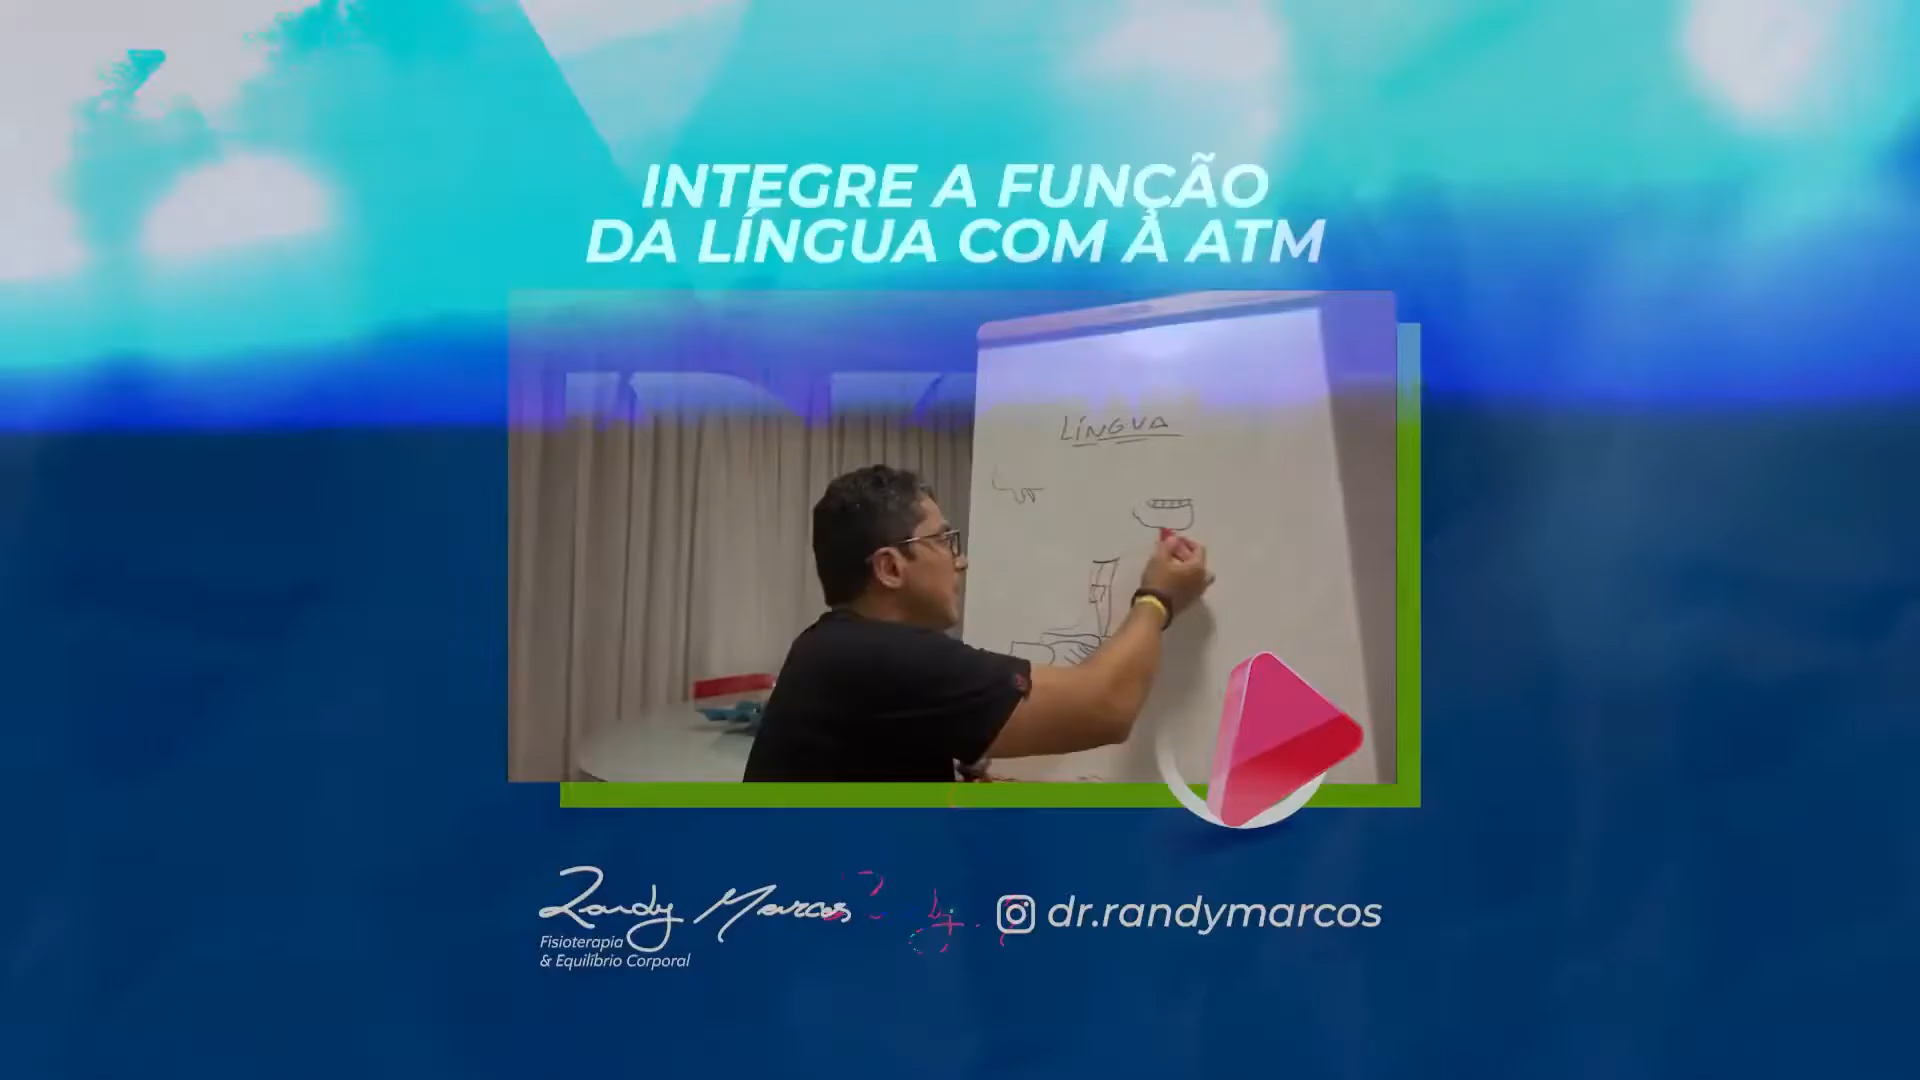 INTEGRE A FUNÇÃO
DA LÍNGUA COM A ATM
LÍNGUA
Randy Marcos
Fisioterapia
& Equilíbrio Corporal
dr.randymarcos